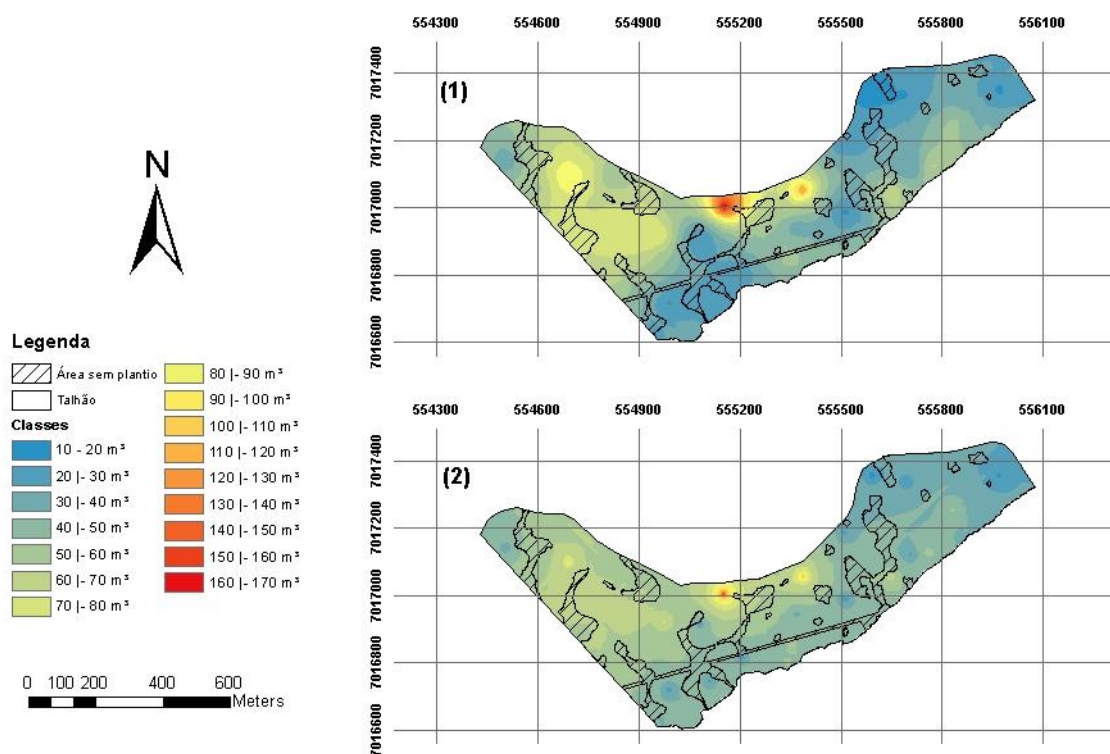 554300 554600 554900 555200 555500 555800 556100
7017400
7017200
7017000
7016800
7016600
(1)
N
Legenda
Área sem plantio
Talhão
Classes
10 - 20 m³
20 |- 30 m³
30 |- 40 m³
40 |- 50 m³
50 |- 60 m³
60 |- 70 m³
70 |- 80 m³
80 |- 90 m³
90 |- 100 m³
100 |- 110 m³
110 |- 120 m³
120 |- 130 m³
130 |- 140 m³
140 |- 150 m³
150 |- 160 m³
160 |- 170 m³
0 100 200 400 600
Meters
554300 554600 554900 555200 555500 555800 556100
7017400
7017200
7017000
7016800
7016600
(2)